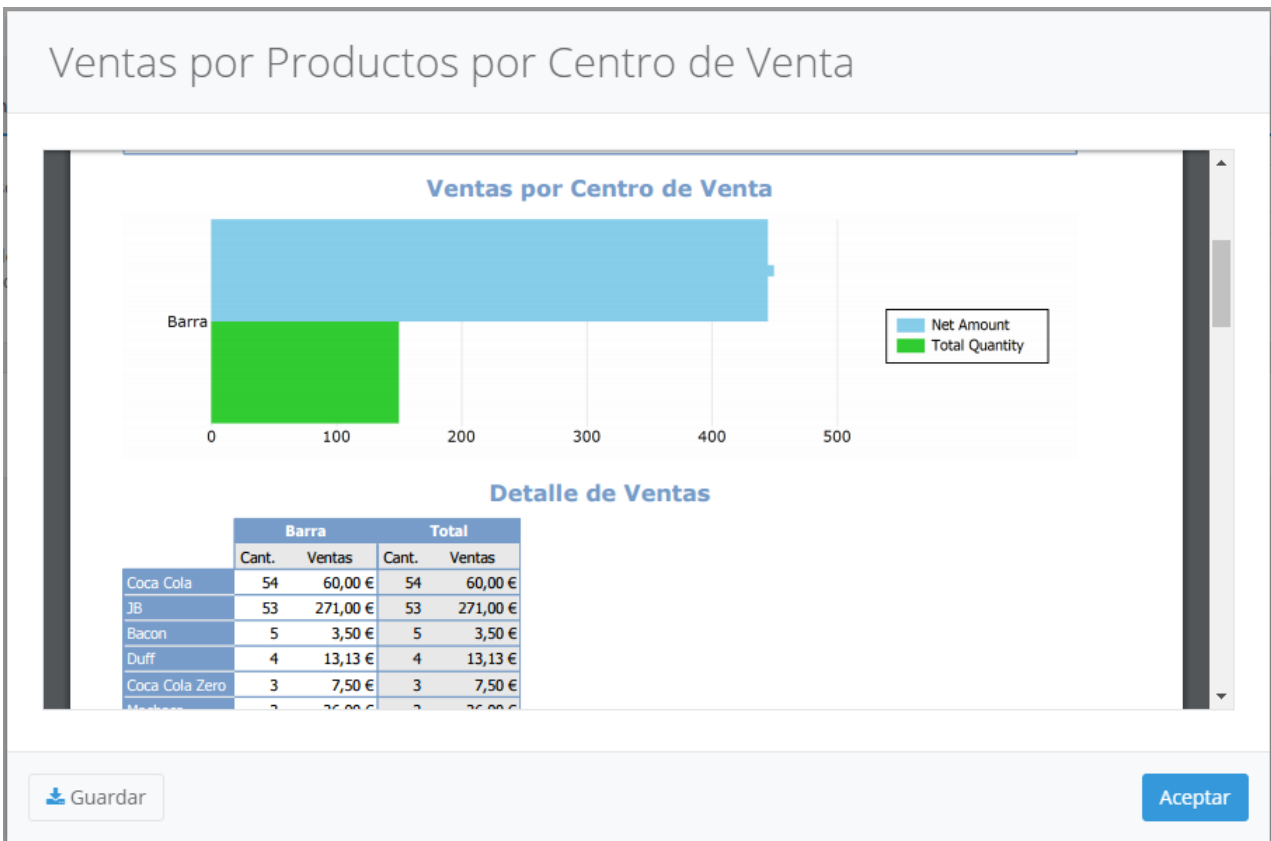 Ventas por Productos por Centro de Venta
Ventas por Centro de Venta
Barra
Net Amount
Total Quantity
0 100 200 300 400 500
Detalle de Ventas
Barra Total
Cant. Ventas Cant. Ventas
Coca Cola 54 60,00 € 54 60,00 €
JB 53 271,00 € 53 271,00 €
Bacon 5 3,50 € 5 3,50 €
Duff 4 13,13 € 4 13,13 €
Coca Cola Zero 3 7,50 € 3 7,50 €
Guardar
Aceptar